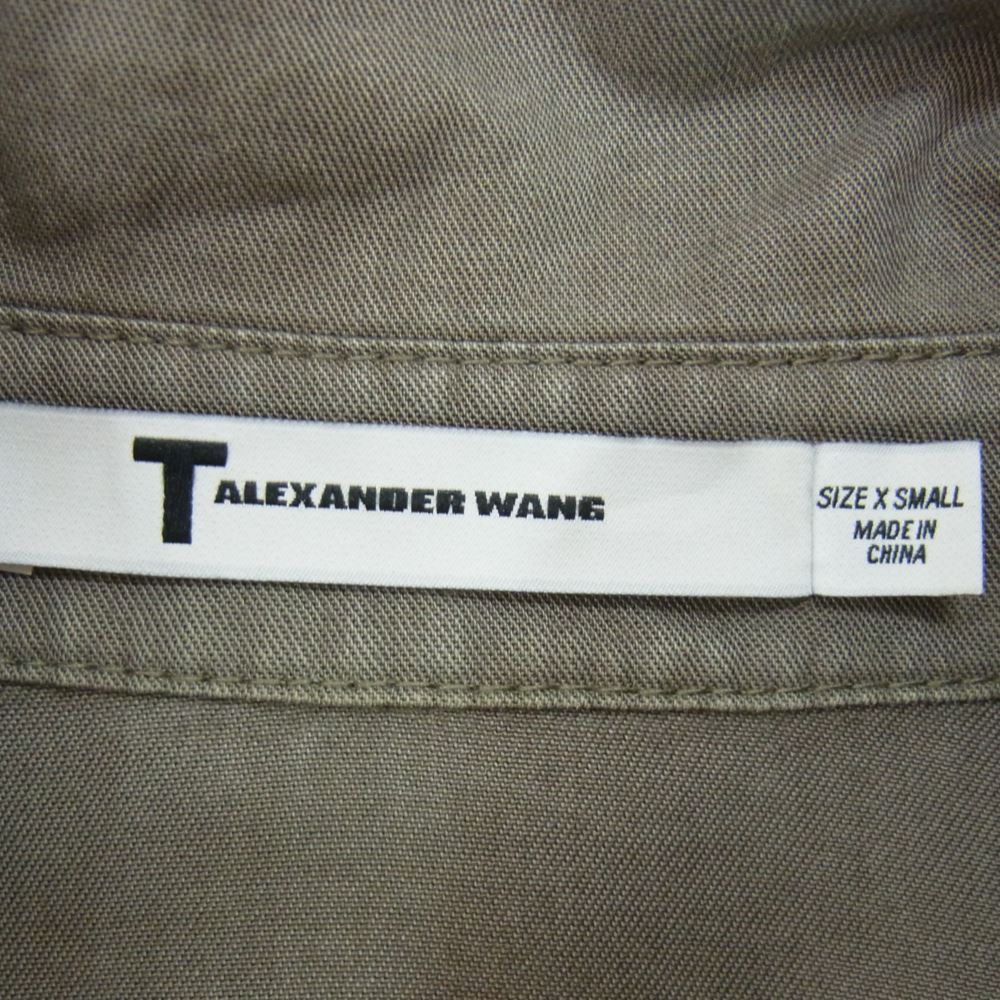 T ALEXANDER WANG
SIZE X SMALL
MADE IN
CHINA